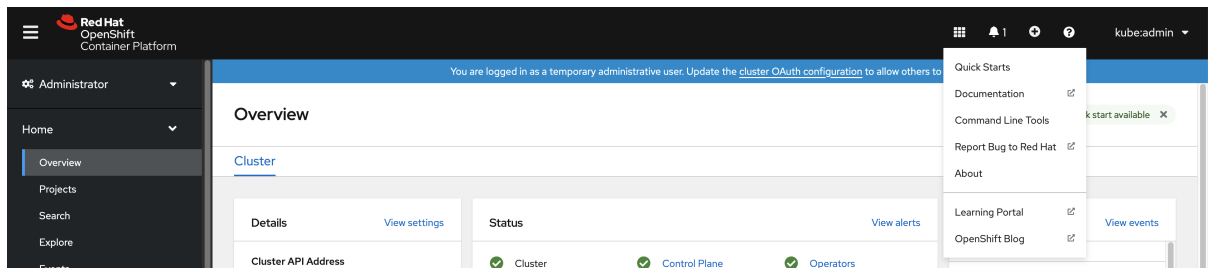 Red Hat
OpenShift
Container Platform
1
kube:admin
Administrator
You are logged in as a temporary administrative user. Update the cluster OAuth configuration to allow others to
Quick Starts
Documentation
Command Line Tools
Report Bug to Red Hat
About
Learning Portal
OpenShift Blog
Home
Overview
Projects
Search
Explore
Events
Overview
start available
Cluster
Details
View settings
Status
View alerts
View events
Cluster API Address
Cluster
Control Plane
Operators